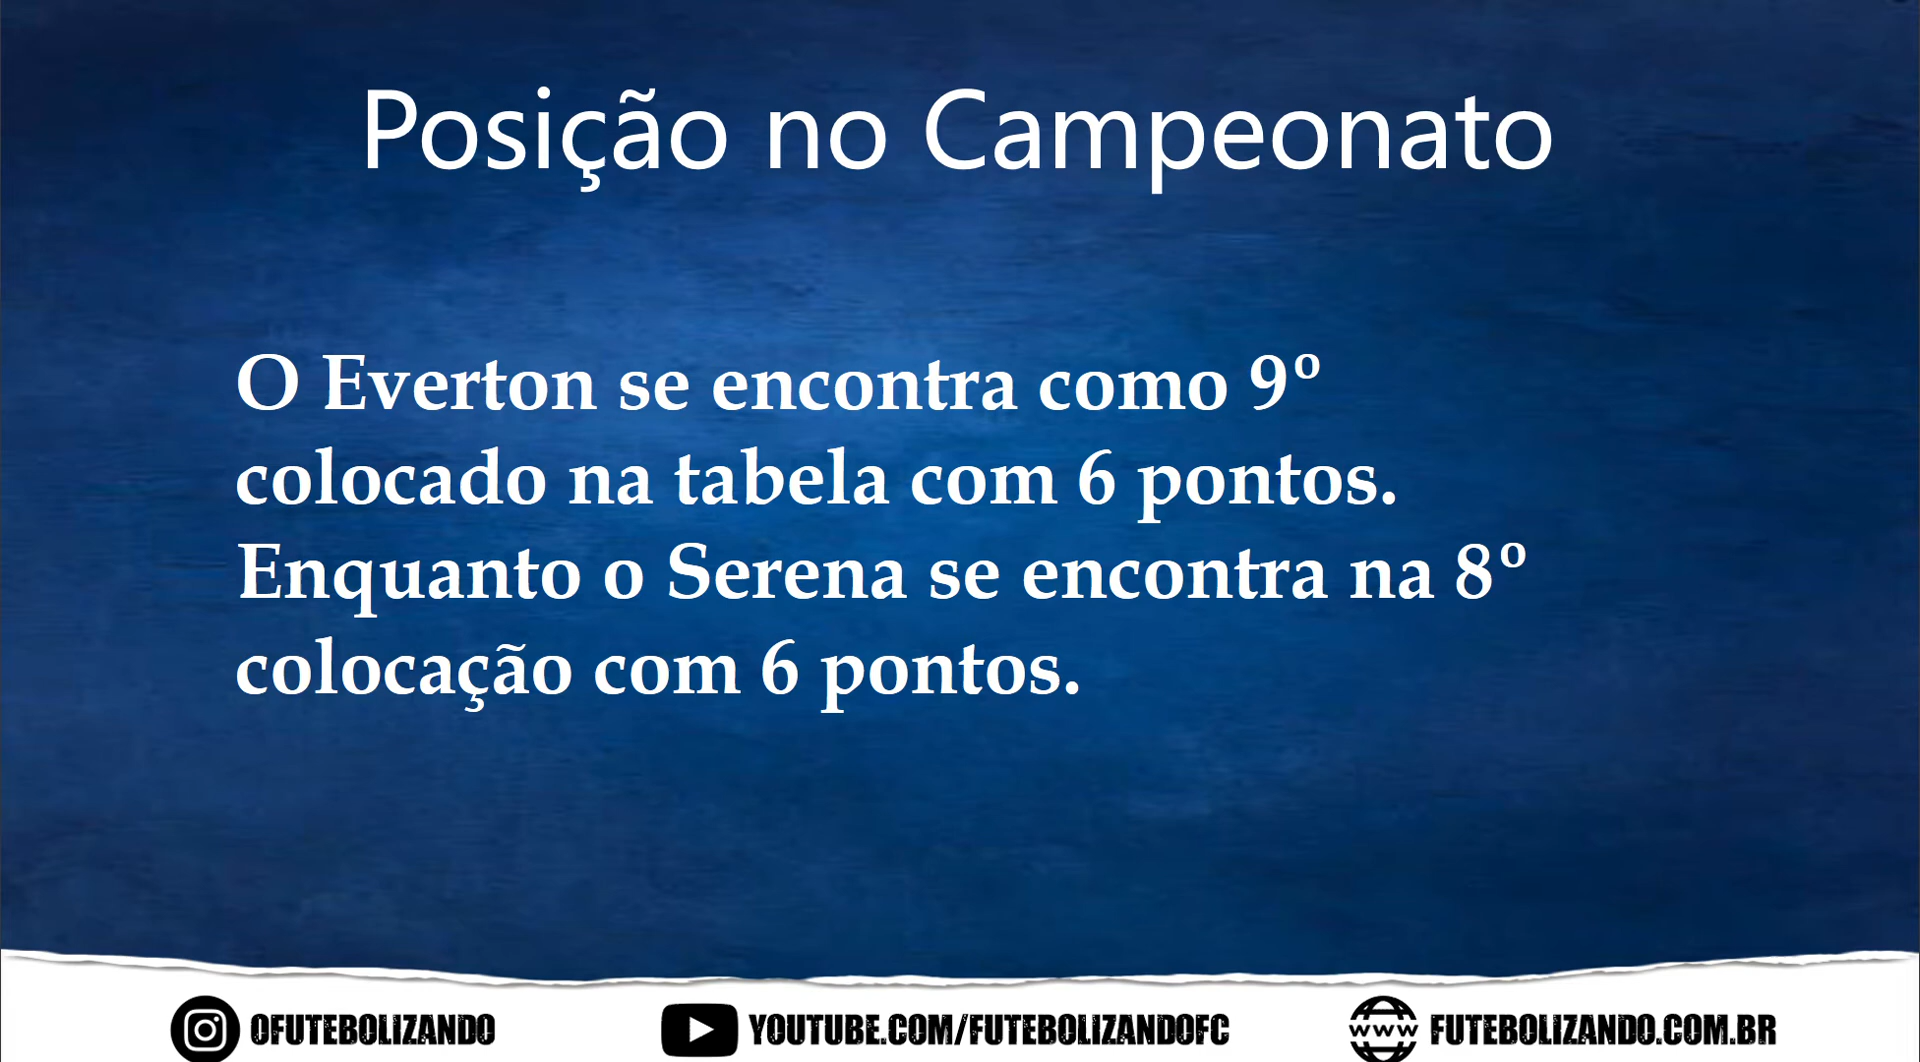 Posição no Campeonato
O Everton se encontra como 9º
colocado na tabela com 6 pontos.
Enquanto o Serena se encontra na 8º
colocação com 6 pontos.
OFUTEBOLIZANDO
YOUTUBE.COM/FUTEBOLIZANDOFC
WWW
FUTEBOLIZANDO.COM.BR